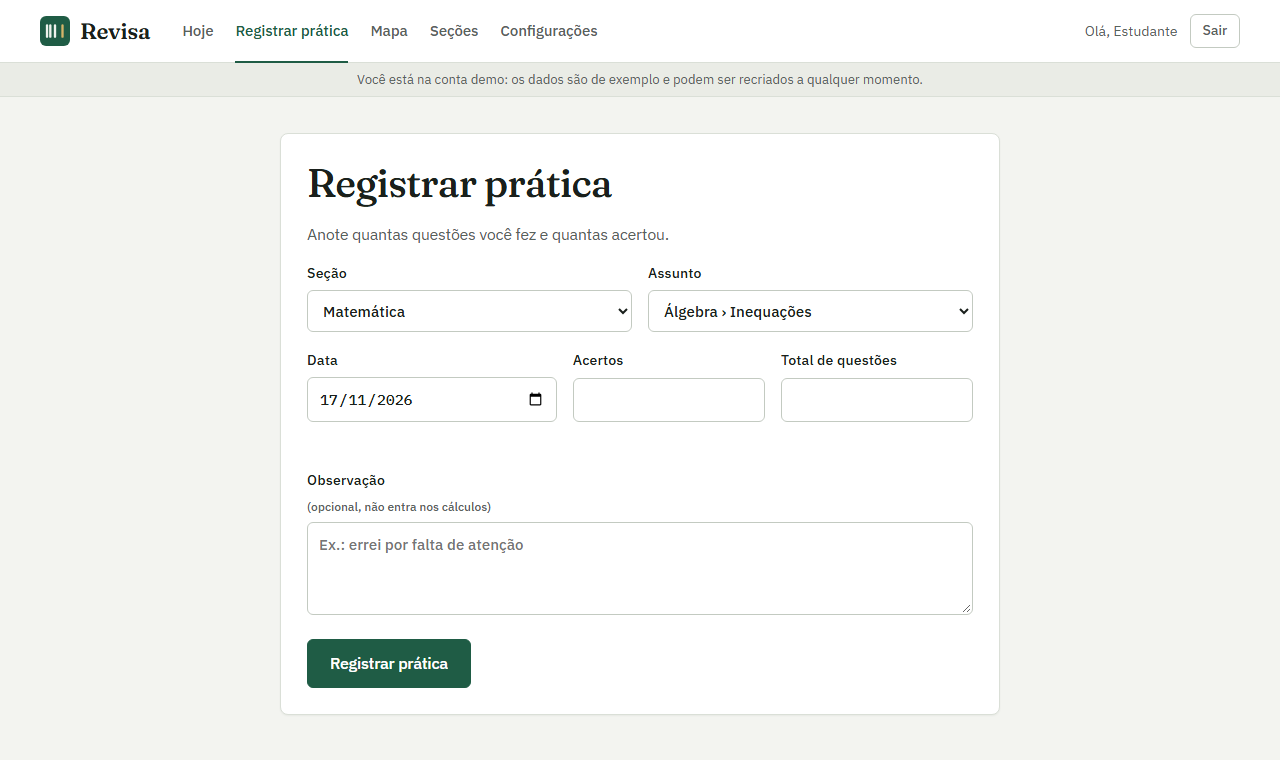 Revisa
Hoje
Registrar prática
Mapa
Seções
Configurações
Olá, Estudante
Sair
Você está na conta demo: os dados são de exemplo e podem ser recriados a qualquer momento.
Registrar prática
Anote quantas questões você fez e quantas acertou.
Seção
Assunto
Matemática
Álgebra › Inequações
Data
Acertos
Total de questões
17/11/2026
Observação
(opcional, não entra nos cálculos)
Ex.: errei por falta de atenção
Registrar prática